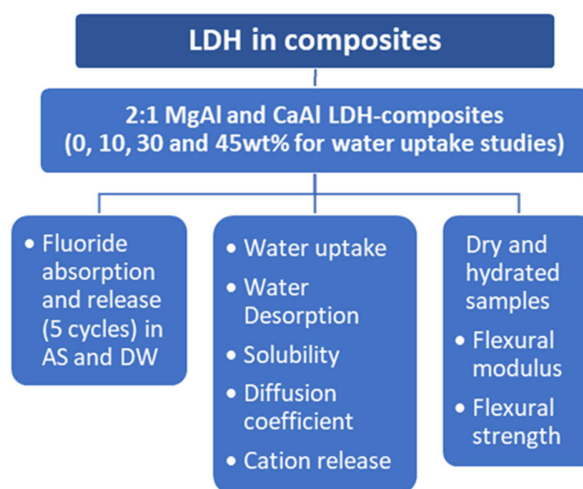 LDH in composites
2:1 MgAl and CaAl LDH-composites
(0, 10, 30 and 45wt% for water uptake studies)
• Fluoride
absorption
and release
(5 cycles) in
AS and DW
• Water uptake
• Water
Desorption
• Solubility
• Diffusion
coefficient
• Cation release
Dry and
hydrated
samples
• Flexural
modulus
• Flexural
strength